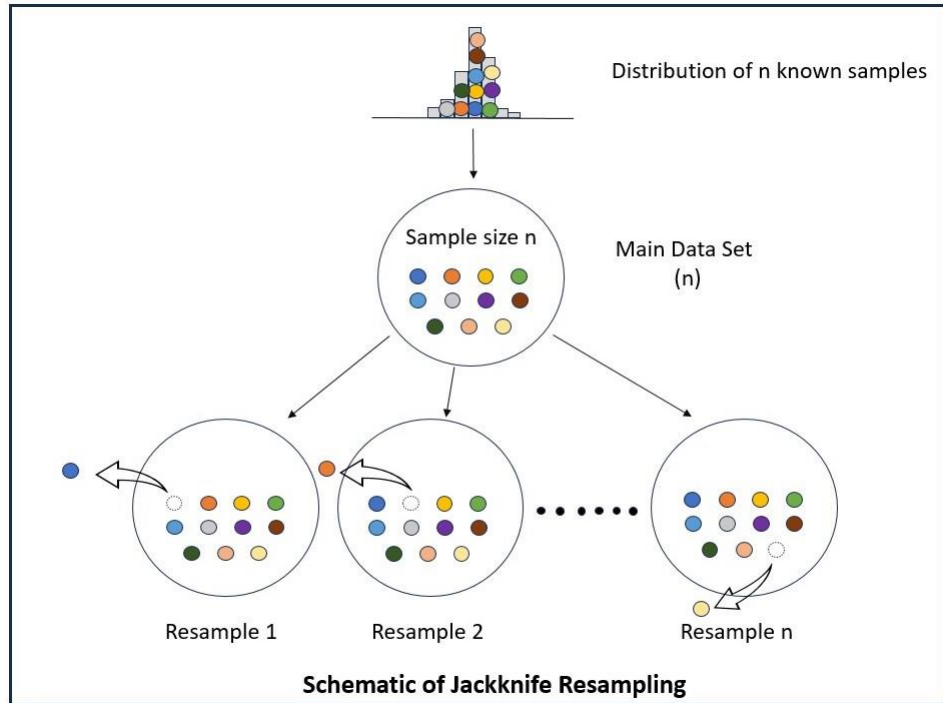 Distribution of n known samples
Sample size n
Main Data Set
(n)
Resample 1
Resample 2
Resample n
Schematic of Jackknife Resampling